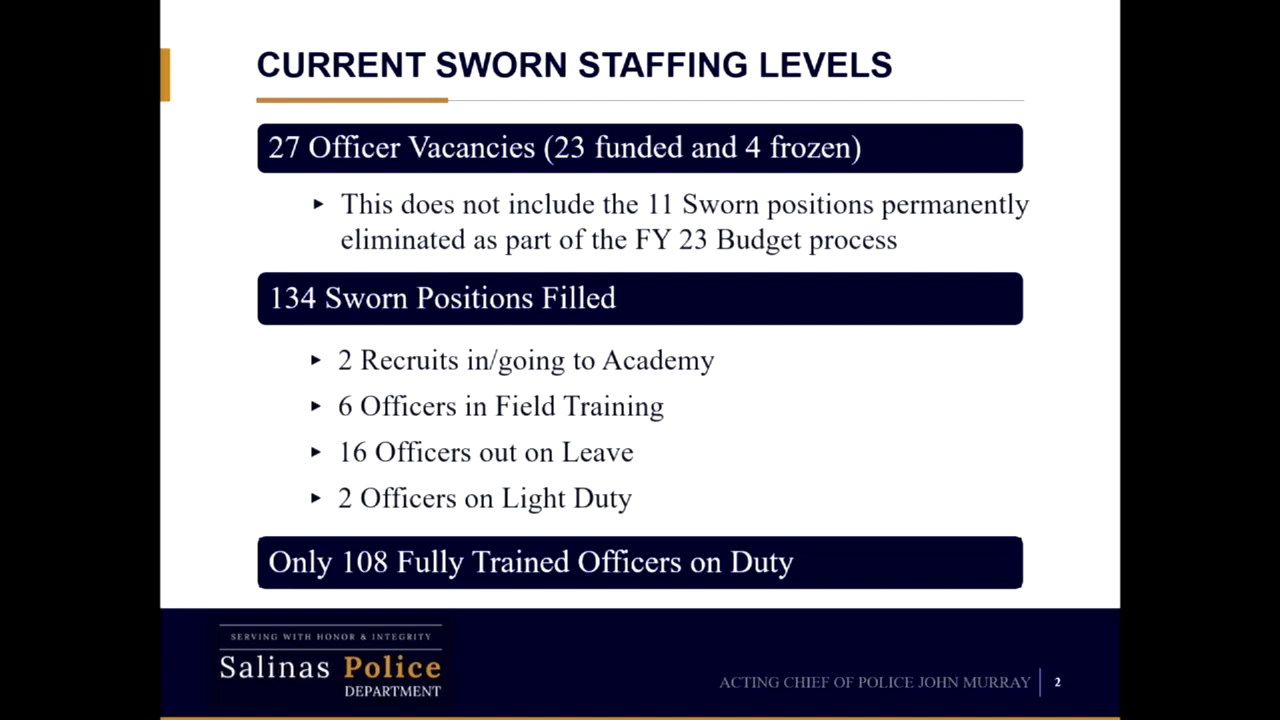 CURRENT SWORN STAFFING LEVELS
27 Officer Vacancies (23 funded and 4 frozen)
▸ This does not include the 11 Sworn positions permanently
eliminated as part of the FY 23 Budget process
134 Sworn Positions Filled
▸ 2 Recruits in/going to Academy
▸ 6 Officers in Field Training
▸ 16 Officers out on Leave
▸ 2 Officers on Light Duty
Only 108 Fully Trained Officers on Duty
SERVING WITH HONOR & INTEGRITY
Salinas Police
DEPARTMENT
ACTING CHIEF OF POLICE JOHN MURRAY 2